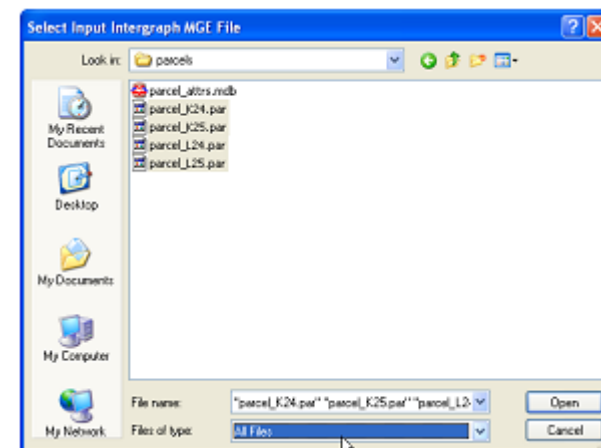 Select Input Intergraph MGE File
Look in: parcels
parcel_attrs.mdb
parcel_K24.par
parcel_K25.par
parcel_L24.par
parcel_L25.par
My Recent
Documents
Desktop
My Documents
My Computer
My Network
File name: "parcel_K24.par" "parcel_K25.par" "parcel_L2 Open
Files of type: All Files Cancel